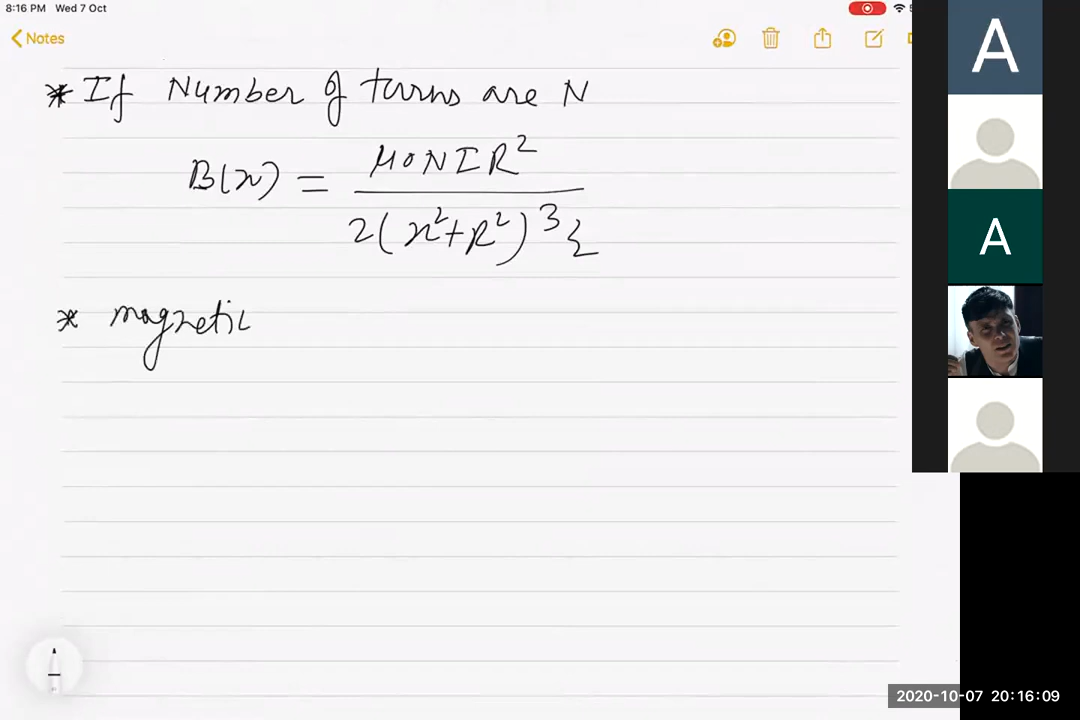 8:16 PM Wed 7 Oct
Notes
* If Number of turns are N
B(x) = μ0NIR²
2(x²+R²)^3/2
* magnetic
A
A
2020-10-07 20:16:09